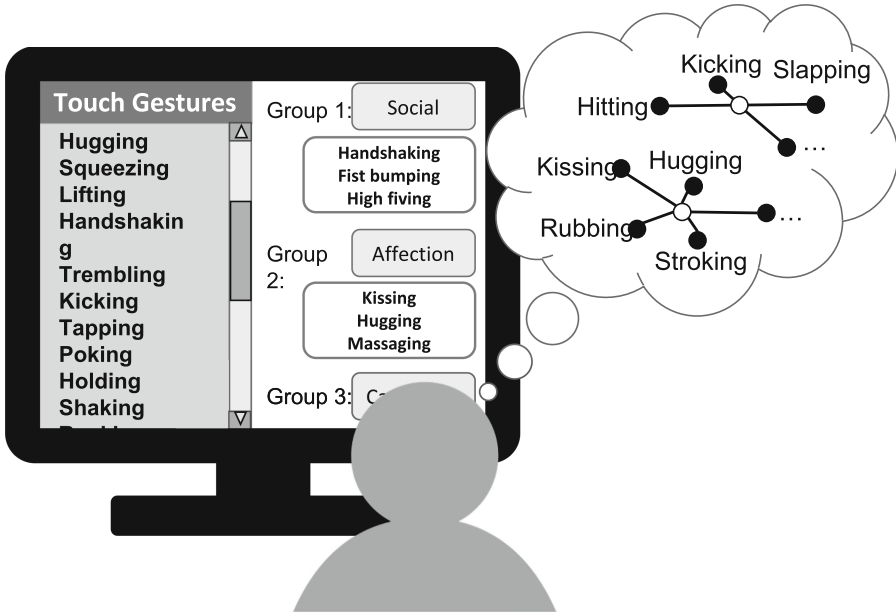 Touch Gestures
Hugging
Squeezing
Lifting
Handshakin
g
Trembling
Kicking
Tapping
Poking
Holding
Shaking
Group 1:
Social
Handshaking
Fist bumping
High fiving
Group
2:
Affection
Kissing
Hugging
Massaging
Group 3:
Kicking
Slapping
Hitting
...
Kissing
Hugging
Rubbing
...
Stroking